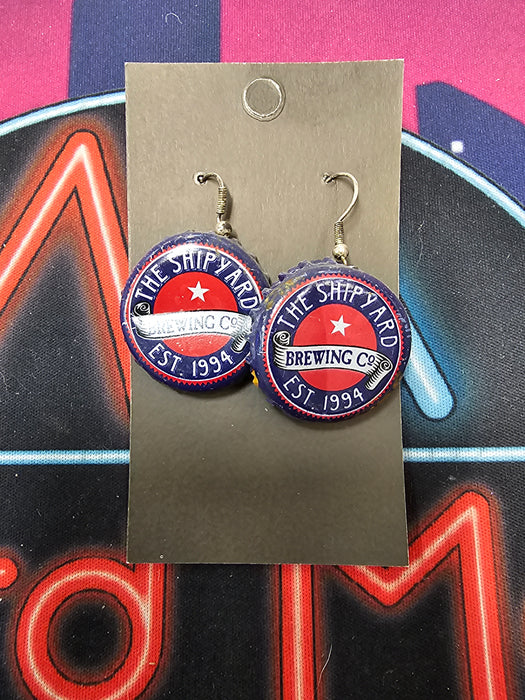 THE SHIPYARD
BREWING Co
EST. 1994
THE SHIPYARD
BREWING Co
EST. 1994
d M